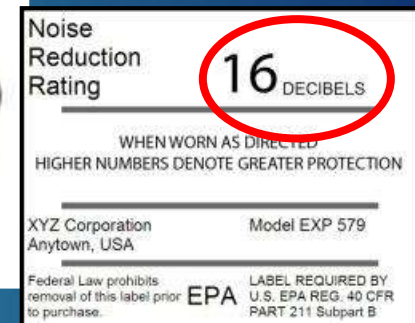 Noise
Reduction
Rating
16 DECIBELS
WHEN WORN AS DIRECTED
HIGHER NUMBERS DENOTE GREATER PROTECTION
XYZ Corporation
Anytown, USA
Model EXP 579
Federal Law prohibits
removal of this label prior
to purchase.
EPA
LABEL REQUIRED BY
U.S. EPA REG. 40 CFR
PART 211 Subpart B